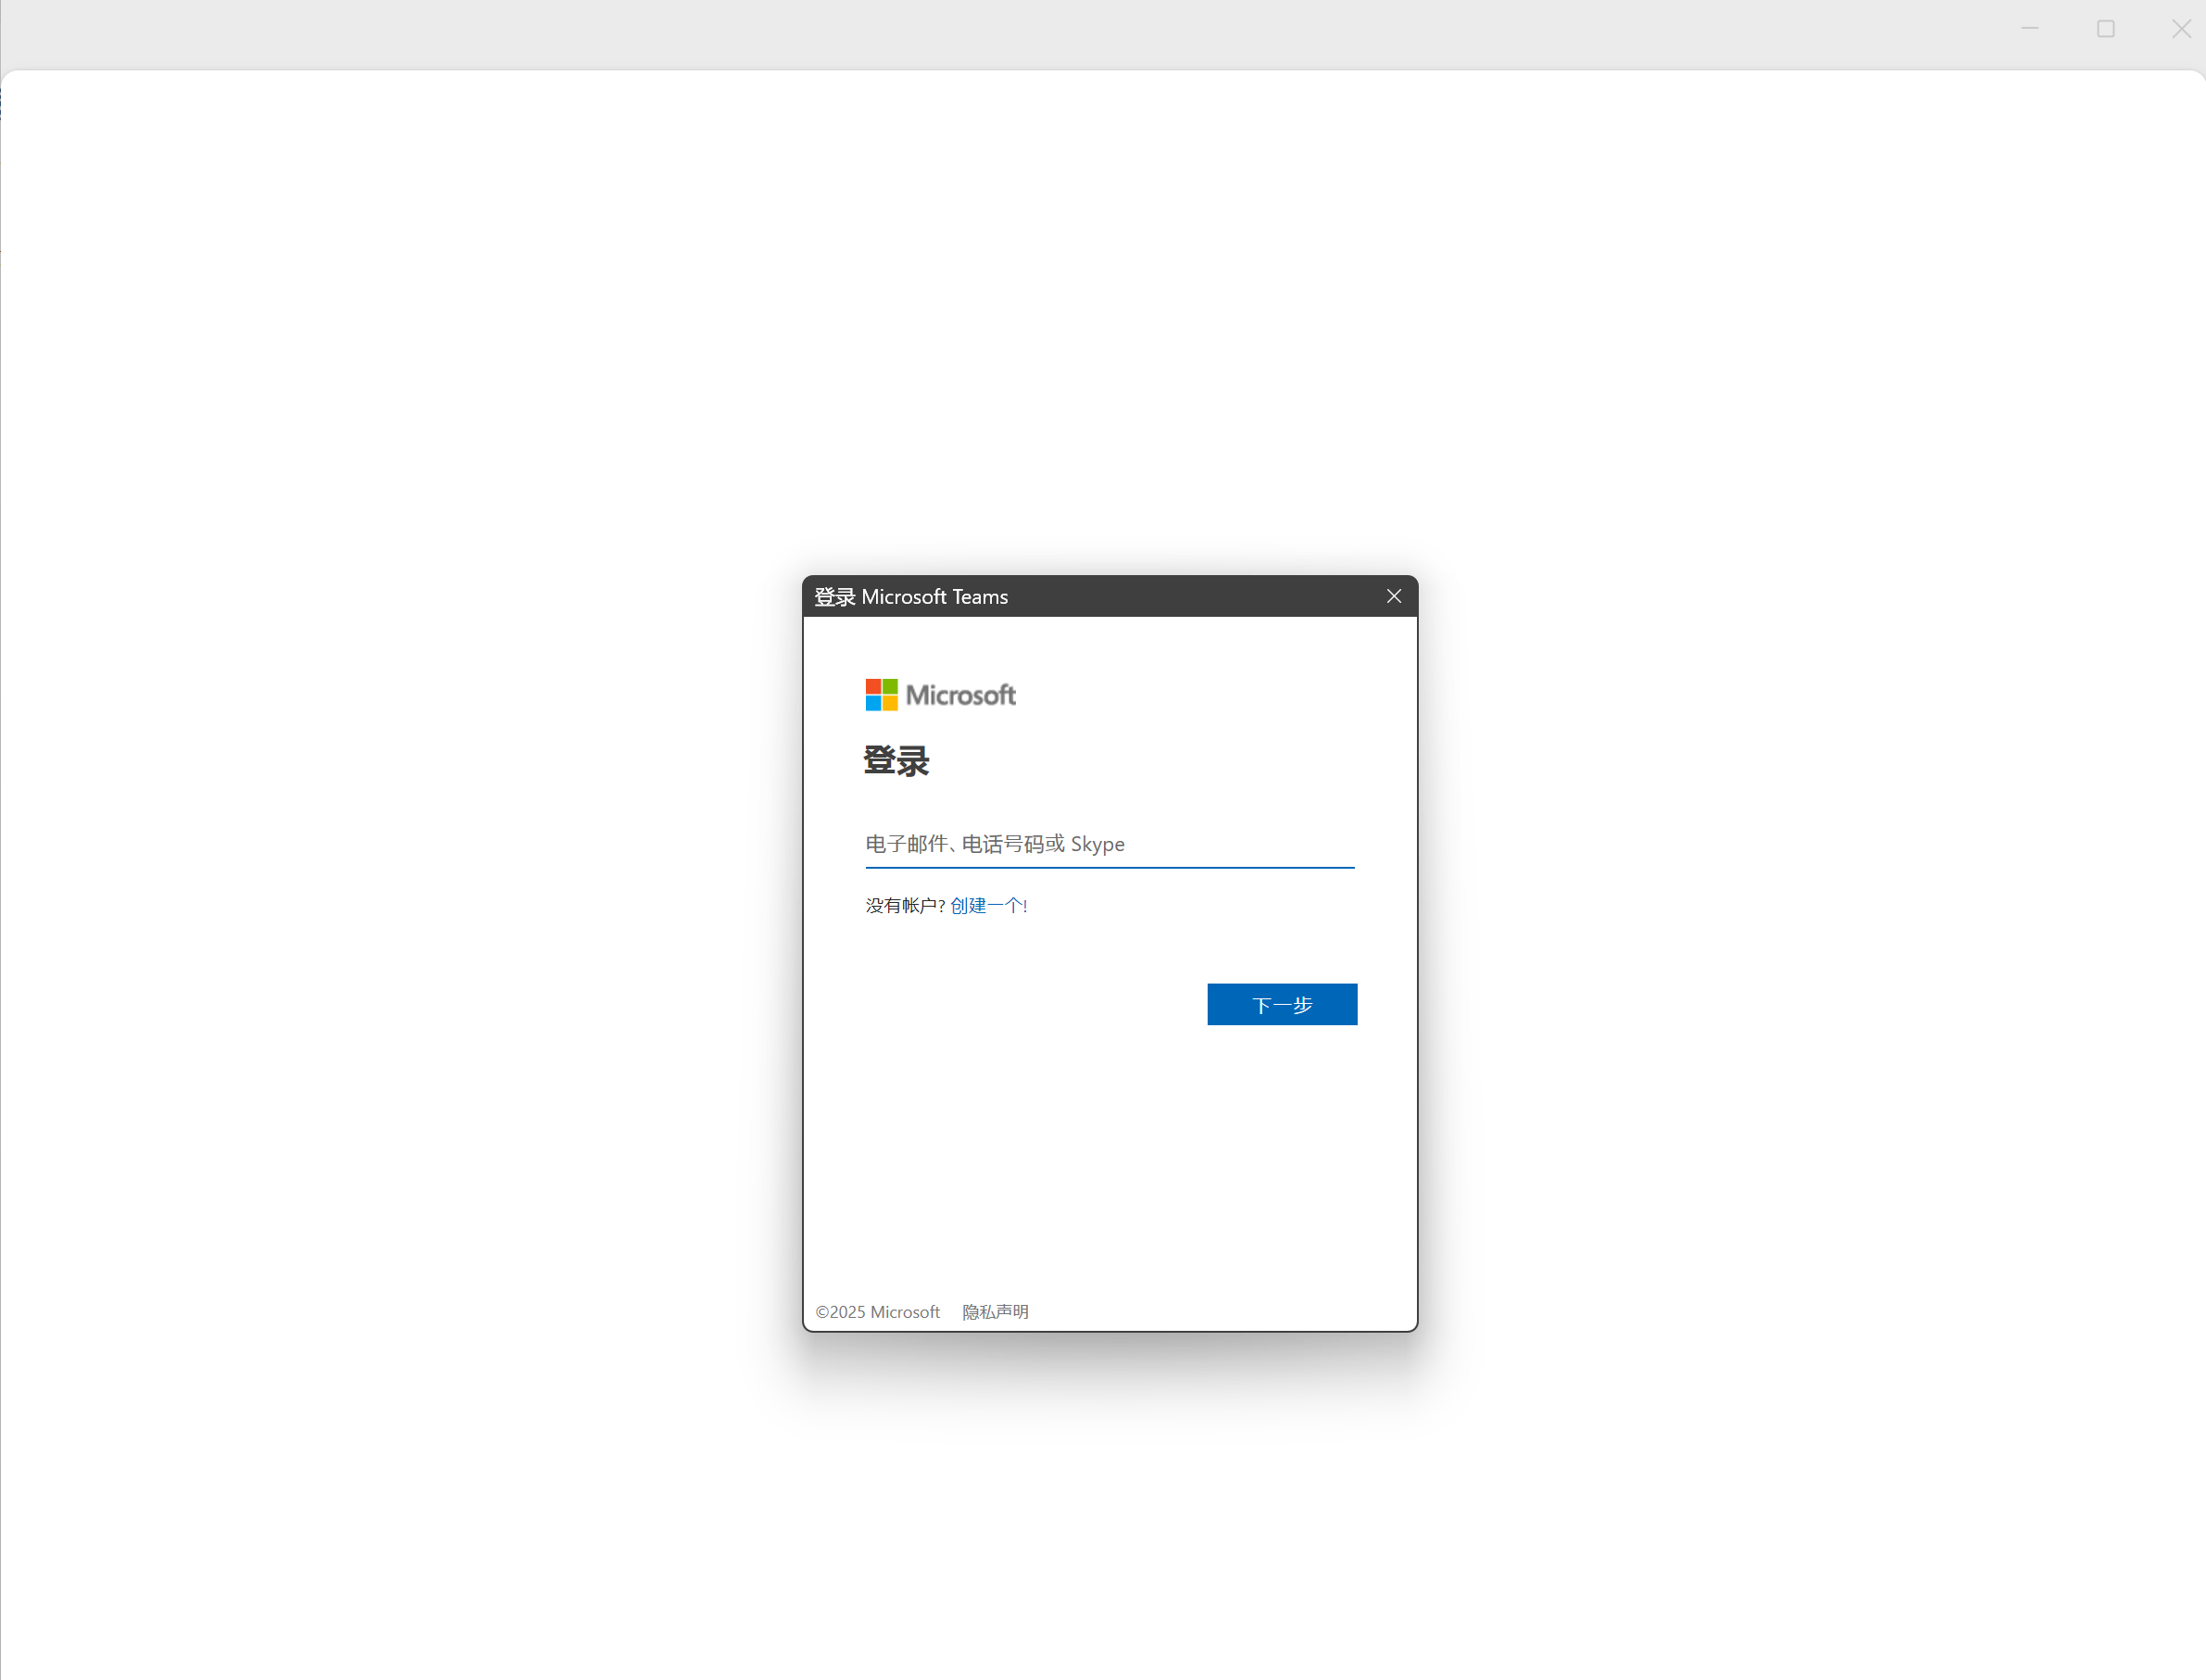 登录 Microsoft Teams
Microsoft
登录
电子邮件、电话号码或 Skype
没有帐户? 创建一个!
下一步
©2025 Microsoft 隐私声明